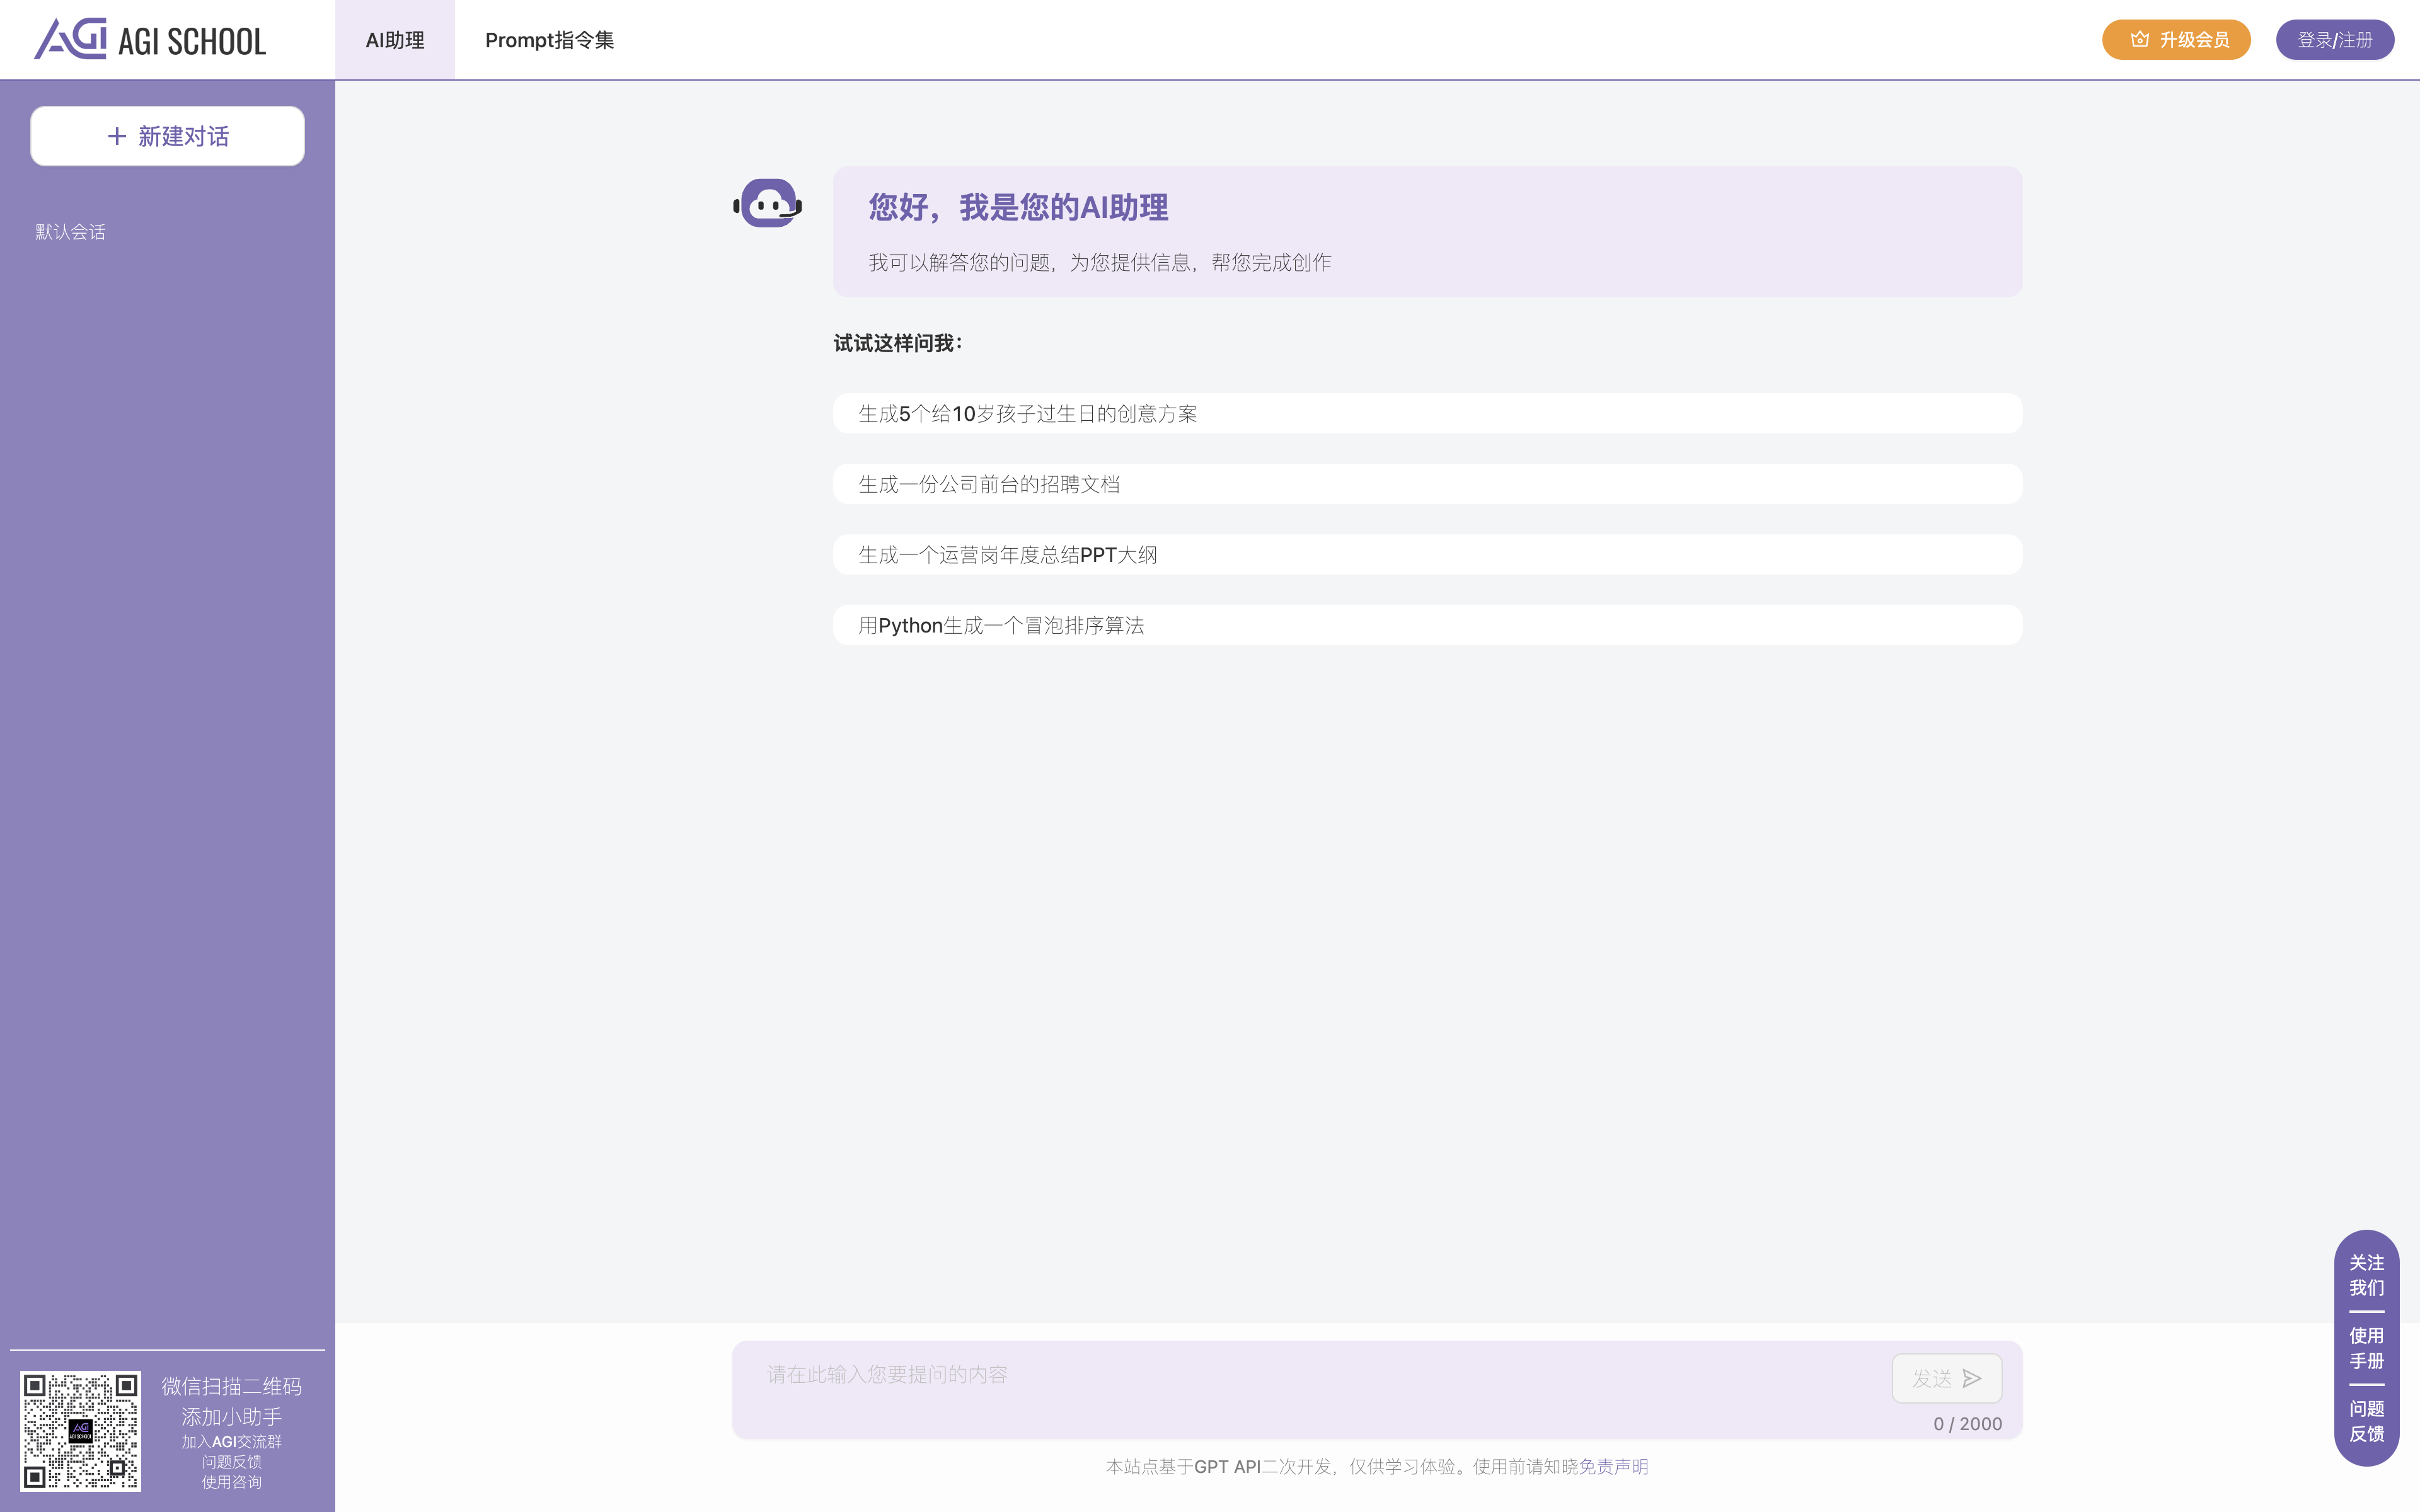 AGI SCHOOL
AI助理
Prompt指令集
升级会员
登录/注册
+ 新建对话
默认会话
您好，我是您的AI助理
我可以解答您的问题，为您提供信息，帮您完成创作
试试这样问我：
生成5个给10岁孩子过生日的创意方案
生成一份公司前台的招聘文档
生成一个运营岗年度总结PPT大纲
用Python生成一个冒泡排序算法
关注
我们
使用
手册
问题
反馈
请在此输入您要提问的内容
发送
0 / 2000
本站点基于GPT API二次开发，仅供学习体验。使用前请知晓免责声明
微信扫描二维码
添加小助手
加入AGI交流群
问题反馈
使用咨询
AGI SCHOOL